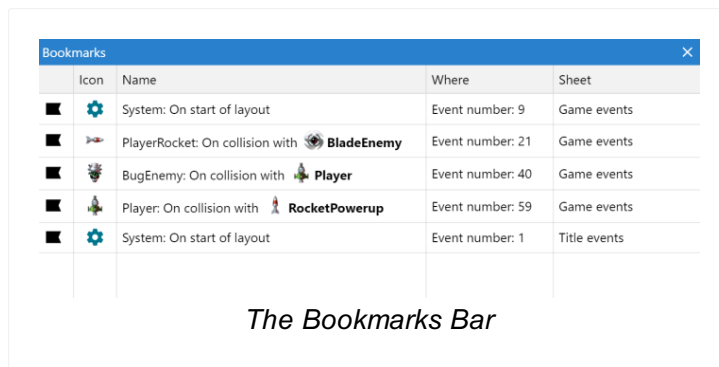 Bookmarks
Icon Name Where Sheet
System: On start of layout Event number: 9 Game events
PlayerRocket: On collision with BladeEnemy Event number: 21 Game events
BugEnemy: On collision with Player Event number: 40 Game events
Player: On collision with RocketPowerup Event number: 59 Game events
System: On start of layout Event number: 1 Title events
The Bookmarks Bar